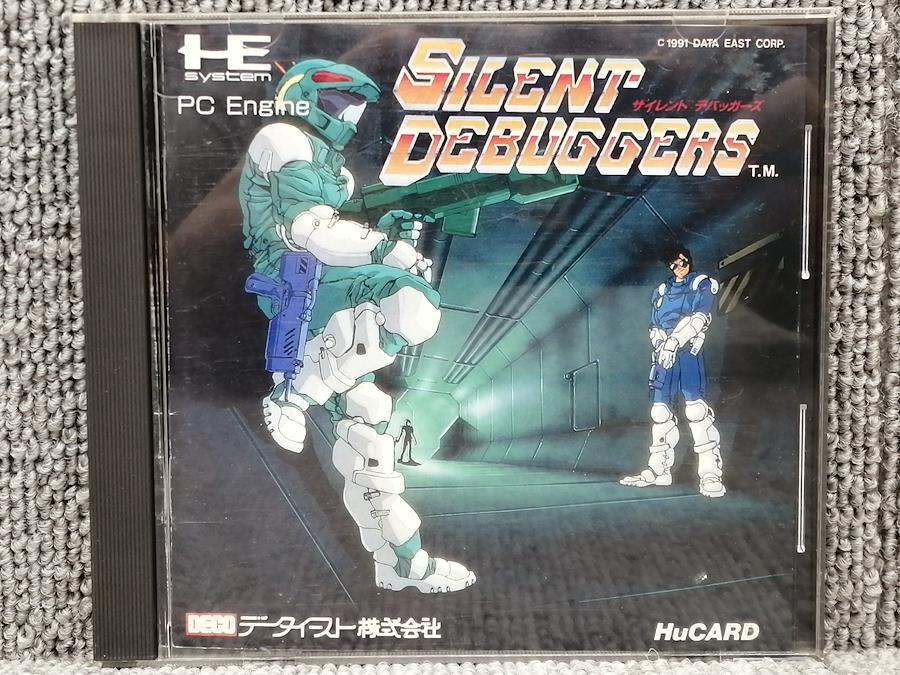 HE
system
PC Engine
C 1991 DATA EAST CORP.
SILENT
サイレント デバッガーズ
DEBUGGERS
T.M.
DECO データイースト株式会社
HuCARD